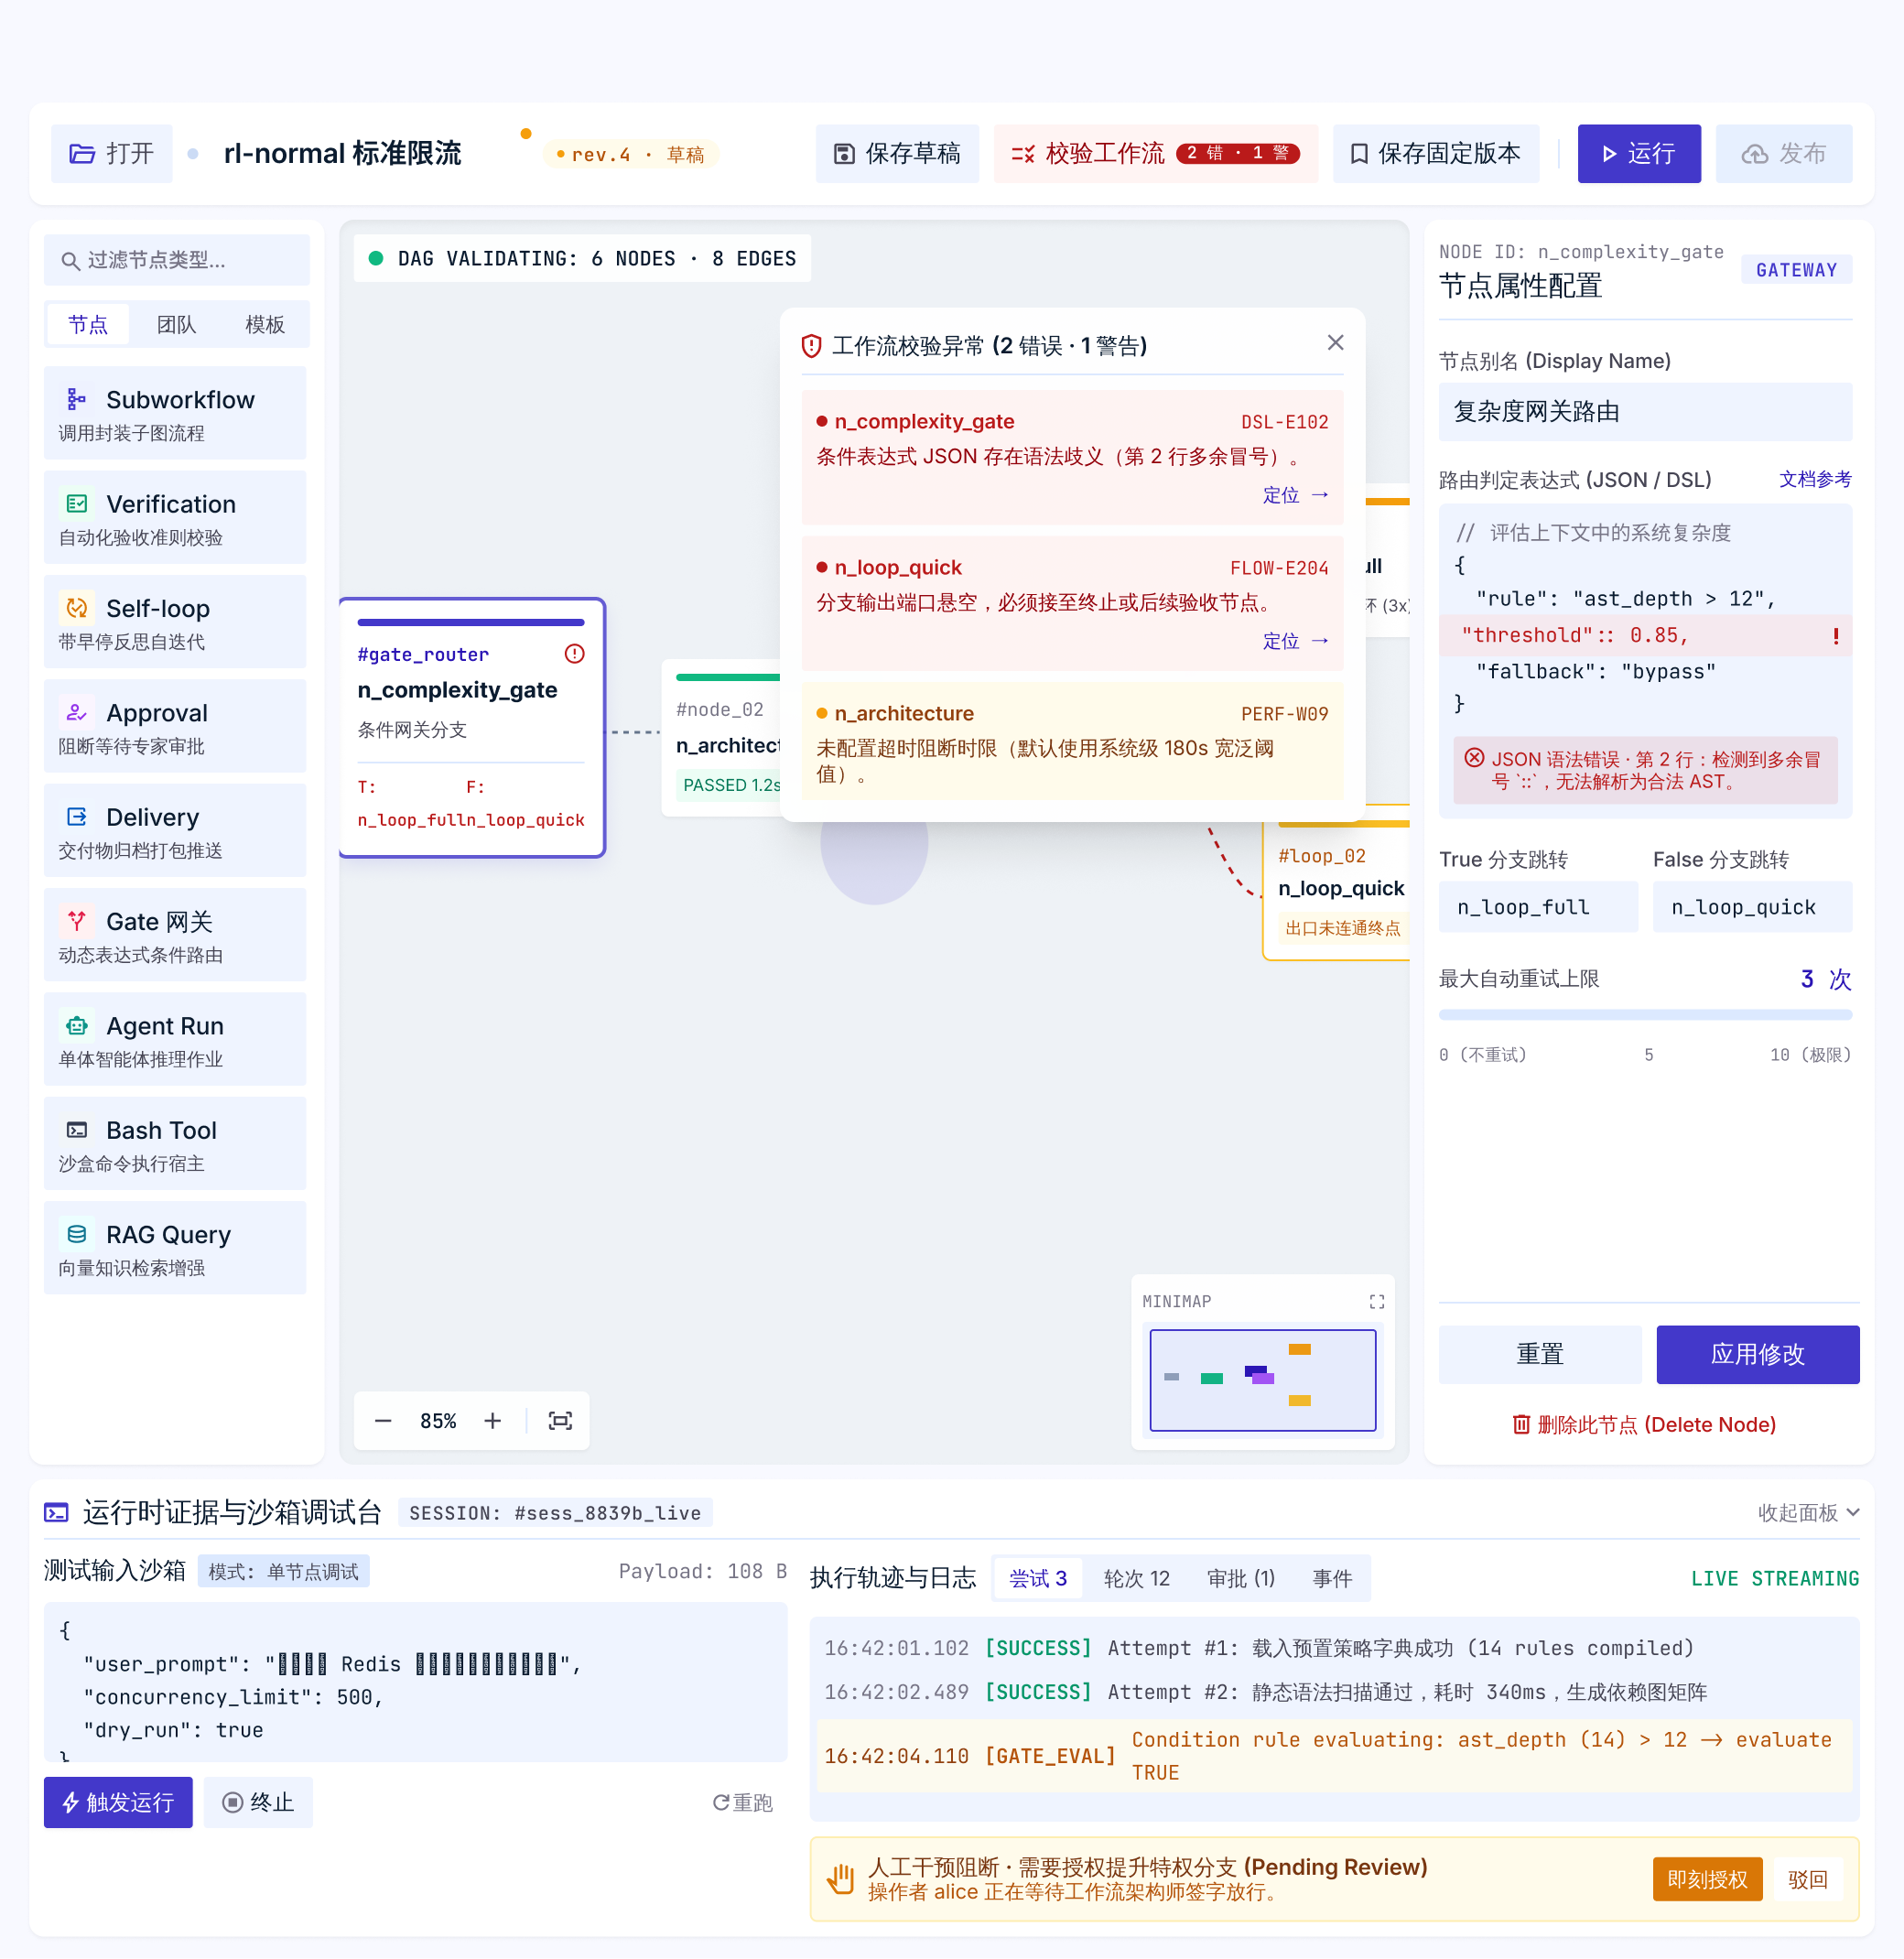 打开
rl-normal 标准限流
rev.4 · 草稿
保存草稿
校验工作流 2 错 · 1 警
保存固定版本
运行
发布
过滤节点类型...
节点 团队 模板
Subworkflow
调用封装子图流程
Verification
自动化验收准则校验
Self-loop
带早停反思自迭代
Approval
阻断等待专家审批
Delivery
交付物归档打包推送
Gate 网关
动态表达式条件路由
Agent Run
单体智能体推理作业
Bash Tool
沙盒命令执行宿主
RAG Query
向量知识检索增强
DAG VALIDATING: 6 NODES · 8 EDGES
#gate_router
n_complexity_gate
条件网关分支
T: F:
n_loop_full n_loop_quick
#node_02
n_architect
PASSED 1.2s
工作流校验异常 (2 错误 · 1 警告)
n_complexity_gate DSL-E102
条件表达式 JSON 存在语法歧义（第 2 行多余冒号）。
定位 →
n_loop_quick FLOW-E204
分支输出端口悬空，必须接至终止或后续验收节点。
定位 →
n_architecture PERF-W09
未配置超时阻断时限（默认使用系统级 180s 宽泛阈
值）。
ull
环 (3x)
#loop_02
n_loop_quick
出口未连通终点
MINIMAP
85%
NODE ID: n_complexity_gate
节点属性配置
GATEWAY
节点别名 (Display Name)
复杂度网关路由
路由判定表达式 (JSON / DSL) 文档参考
// 评估上下文中的系统复杂度
{
"rule": "ast_depth > 12",
"threshold":: 0.85, !
"fallback": "bypass"
}
JSON 语法错误 · 第 2 行：检测到多余冒
号 `::`，无法解析为合法 AST。
True 分支跳转 False 分支跳转
n_loop_full n_loop_quick
最大自动重试上限 3 次
0 (不重试) 5 10 (极限)
重置 应用修改
删除此节点 (Delete Node)
运行时证据与沙箱调试台 SESSION: #sess_8839b_live 收起面板
测试输入沙箱 模式: 单节点调试 Payload: 108 B
{
"user_prompt": " Redis ",
"concurrency_limit": 500,
"dry_run": true
}
触发运行 终止 重跑
执行轨迹与日志 尝试 3 轮次 12 审批 (1) 事件 LIVE STREAMING
16:42:01.102 [SUCCESS] Attempt #1: 载入预置策略字典成功 (14 rules compiled)
16:42:02.489 [SUCCESS] Attempt #2: 静态语法扫描通过，耗时 340ms，生成依赖图矩阵
16:42:04.110 [GATE_EVAL] Condition rule evaluating: ast_depth (14) > 12 → evaluate
TRUE
人工干预阻断 · 需要授权提升特权分支 (Pending Review)
操作者 alice 正在等待工作流架构师签字放行。
即刻授权 驳回